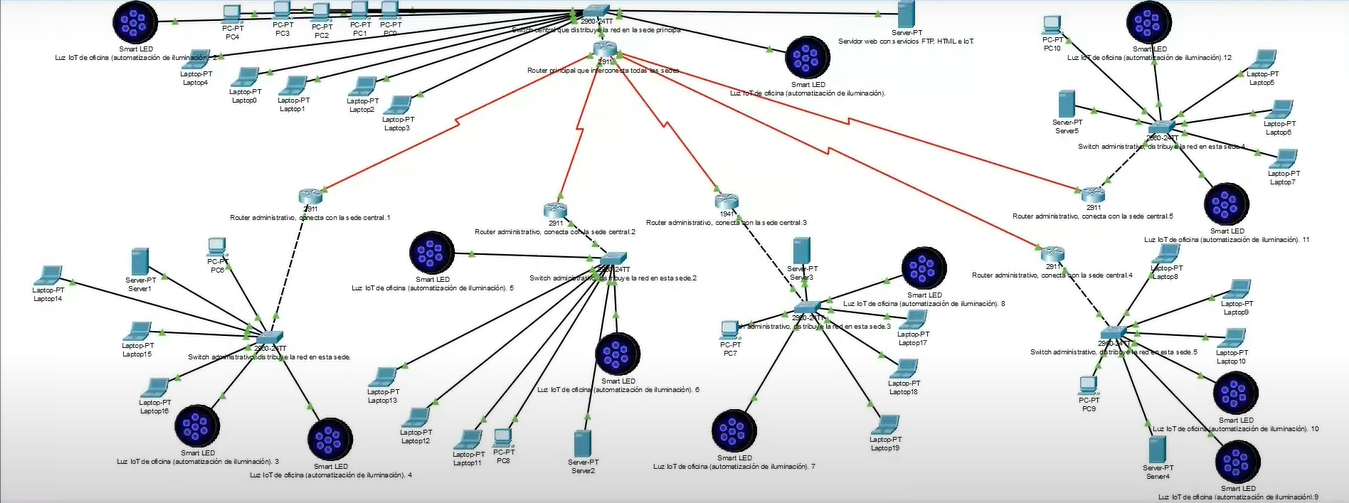 Smart LED
Luz IoT de oficina (automatización de iluminación). 2
PC-PT
PC4
PC-PT
PC3
PC-PT
PC2
PC-PT
PC1
PC-PT
PC0
Laptop-PT
Laptop4
Laptop-PT
Laptop0
Laptop-PT
Laptop1
Laptop-PT
Laptop2
Laptop-PT
Laptop3
2960-24TT
Switch central que distribuye la red en la sede principal
2911
Router principal que interconecta todas las sedes.
Server-PT
Servidor web con servicios FTP, HTML e IoT.
Smart LED
Luz IoT de oficina (automatización de iluminación).
PC-PT
PC10
Smart LED
Luz IoT de oficina (automatización de iluminación). 12
Laptop-PT
Laptop5
Server-PT
Server5
Laptop-PT
Laptop6
2960-24TT
Switch administrativo, distribuye la red en esta sede.4
Laptop-PT
Laptop7
2911
Router administrativo, conecta con la sede central.5
Smart LED
Luz IoT de oficina (automatización de iluminación). 11
2911
Router administrativo, conecta con la sede central.1
PC-PT
PC6
Server-PT
Server1
Laptop-PT
Laptop14
Laptop-PT
Laptop15
2960-24TT
Switch administrativo, distribuye la red en esta sede.
Laptop-PT
Laptop16
Smart LED
Luz IoT de oficina (automatización de iluminación). 3
Smart LED
Luz IoT de oficina (automatización de iluminación). 4
2911
Router administrativo, conecta con la sede central.2
Smart LED
Luz IoT de oficina (automatización de iluminación). 5
2960-24TT
Switch administrativo, distribuye la red en esta sede.2
Smart LED
Luz IoT de oficina (automatización de iluminación). 6
Laptop-PT
Laptop13
Laptop-PT
Laptop12
Laptop-PT
Laptop11
PC-PT
PC8
Server-PT
Server2
1941
Router administrativo, conecta con la sede central.3
Server-PT
Server3
Smart LED
Luz IoT de oficina (automatización de iluminación). 8
2960-24TT
administrativo, distribuye la red en esta sede.3
PC-PT
PC7
Laptop-PT
Laptop17
Laptop-PT
Laptop18
Laptop-PT
Laptop19
Smart LED
Luz IoT de oficina (automatización de iluminación). 7
2911
Router administrativo, conecta con la sede central.4
Laptop-PT
Laptop8
Laptop-PT
Laptop9
2960-24TT
Switch administrativo, distribuye la red en esta sede.5
Laptop-PT
Laptop10
PC-PT
PC9
Smart LED
Luz IoT de oficina (automatización de iluminación). 10
Server-PT
Server4
Smart LED
Luz IoT de oficina (automatización de iluminación).9